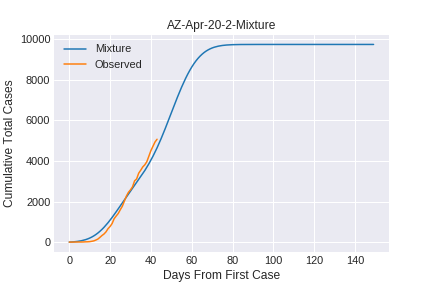 AZ-Apr-20-2-Mixture
Cumulative Total Cases
10000
8000
6000
4000
2000
0
Mixture
Observed
0 20 40 60 80 100 120 140
Days From First Case